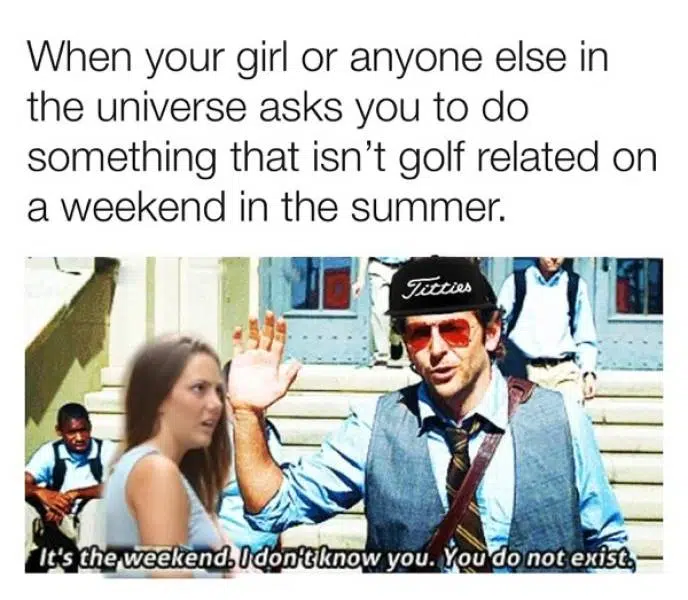 When your girl or anyone else in
the universe asks you to do
something that isn't golf related on
a weekend in the summer.
Titties
It's the weekend. I don't know you. You do not exist.